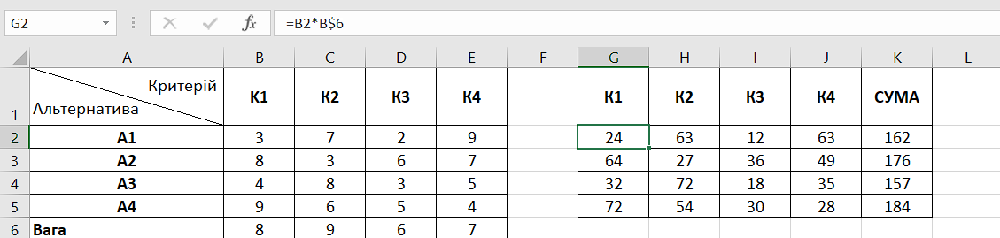 G2 fx =B2*B$6
A B C D E F G H I J K L
Критерій
Альтернатива
1 К1 К2 К3 К4 К1 К2 К3 К4 СУМА
2 А1 3 7 2 9 24 63 12 63 162
3 А2 8 3 6 7 64 27 36 49 176
4 А3 4 8 3 5 32 72 18 35 157
5 А4 9 6 5 4 72 54 30 28 184
6 Вага 8 9 6 7